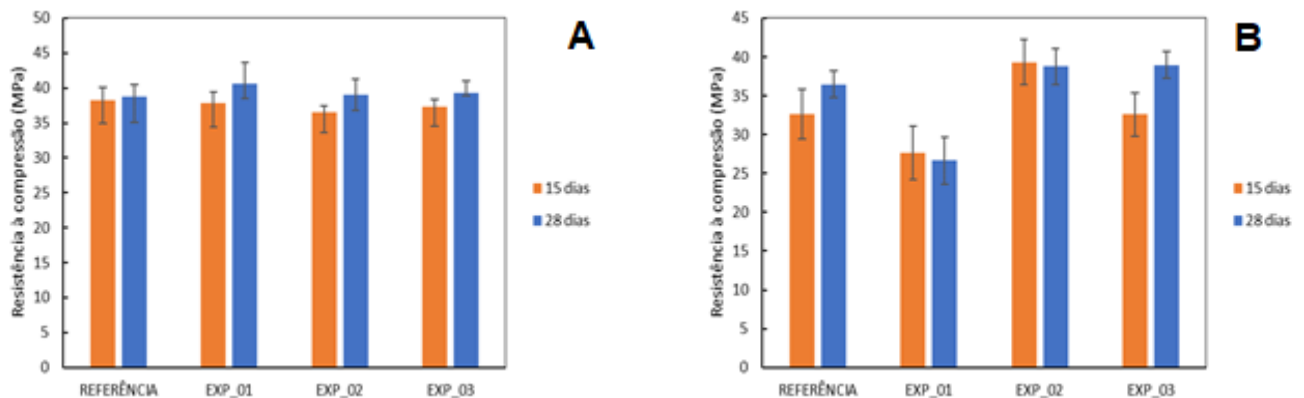 A
Resistência à compressão (MPa)
50
45
40
35
30
25
20
15
10
5
0
REFERÊNCIA EXP_01 EXP_02 EXP_03
15 dias
28 dias
B
Resistência à compressão (MPa)
45
40
35
30
25
20
15
10
5
0
REFERÊNCIA EXP_01 EXP_02 EXP_03
15 dias
28 dias